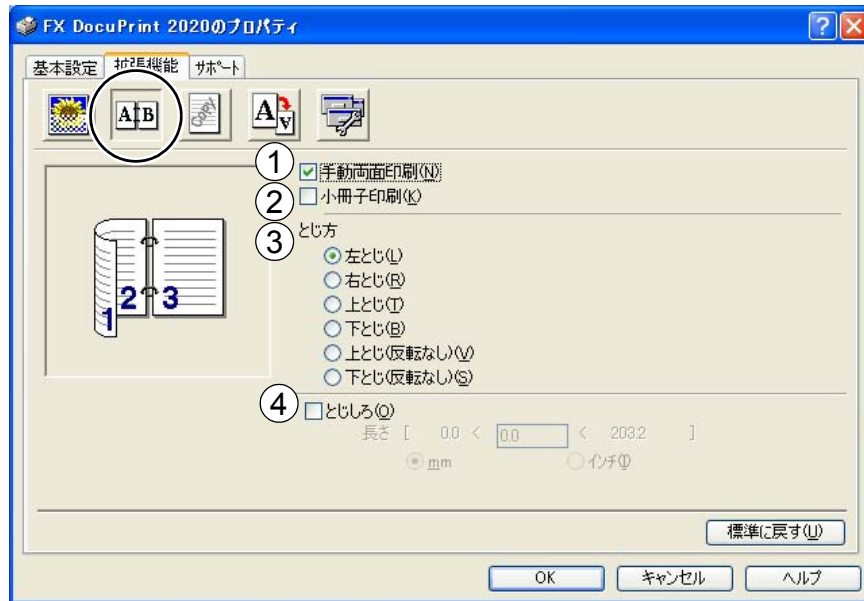 FX DocuPrint 2020のプロパティ
基本設定 拡張機能 サポート
A B copy A A
① 手動両面印刷(N)
② 小冊子印刷(K)
③ とじ方
左とじ(L)
右とじ(R)
上とじ(T)
下とじ(B)
上とじ(反転なし)(V)
下とじ(反転なし)(S)
1 2 3
④ とじしろ(O)
長さ [ 0.0 < 0.0 < 203.2 ]
mm インチ(I)
標準に戻す(U)
OK キャンセル ヘルプ